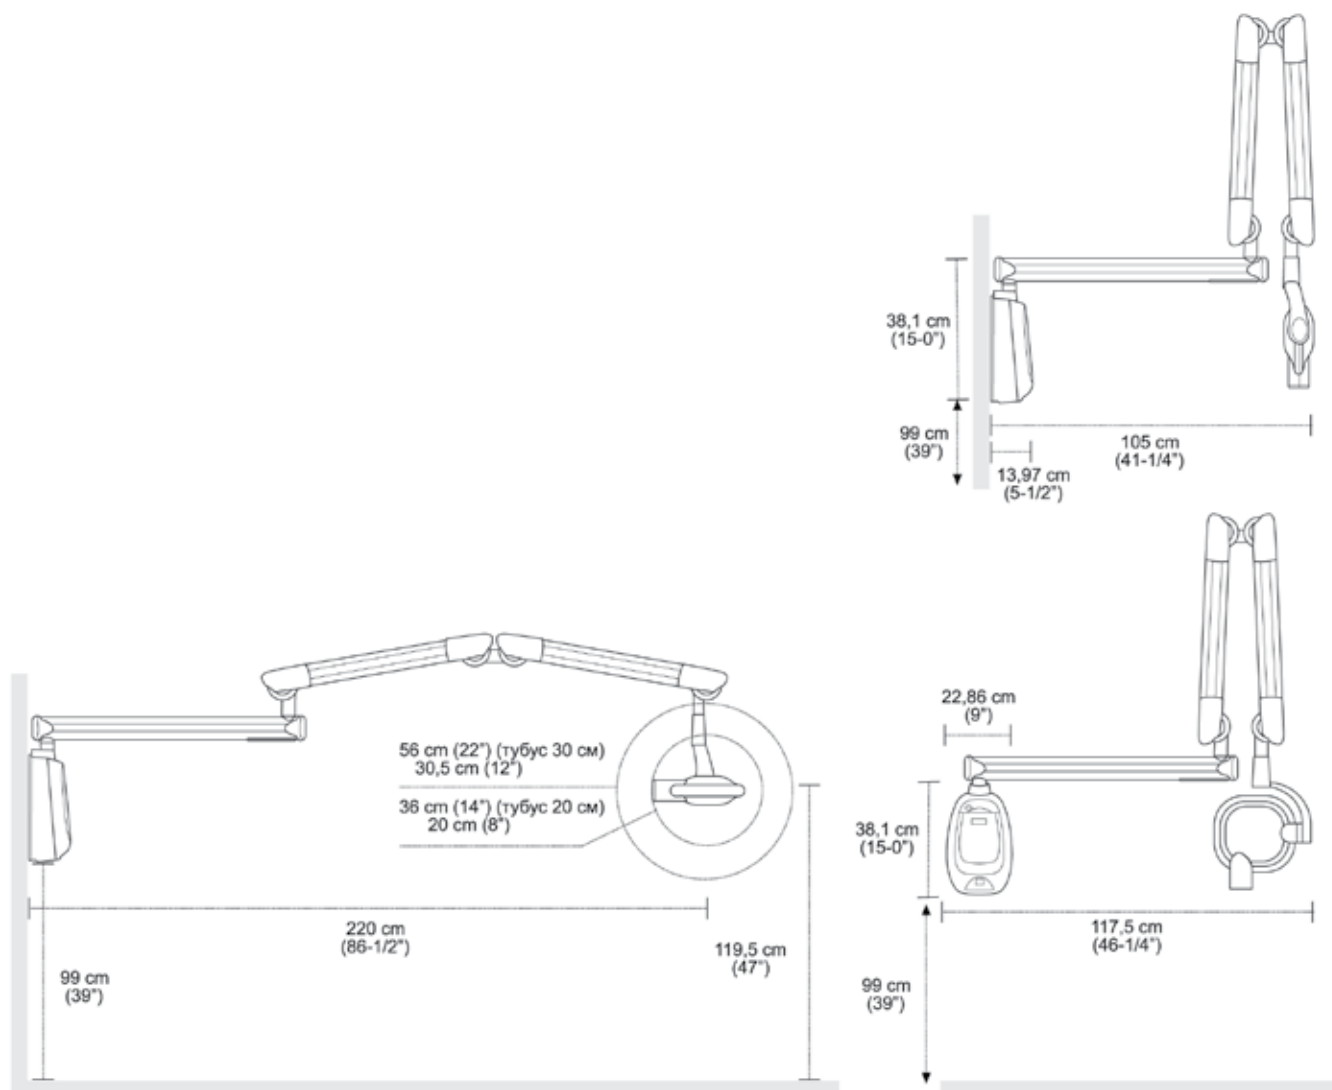 38,1 cm
(15-0")
99 cm
(39")
105 cm
(41-1/4")
13,97 cm
(5-1/2")
56 cm (22") (тубус 30 см)
30,5 cm (12")
36 cm (14") (тубус 20 см)
20 cm (8")
220 cm
(86-1/2")
119,5 cm
(47")
99 cm
(39")
22,86 cm
(9")
38,1 cm
(15-0")
117,5 cm
(46-1/4")
99 cm
(39")